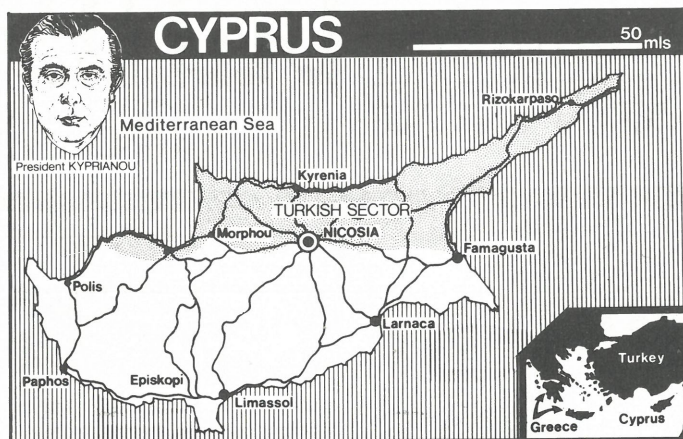 CYPRUS
50 mls
President KYPRIANOU
Mediterranean Sea
Rizokarpaso
Kyrenia
TURKISH SECTOR
Morphou
NICOSIA
Famagusta
Polis
Larnaca
Paphos
Episkopi
Limassol
Turkey
Greece
Cyprus